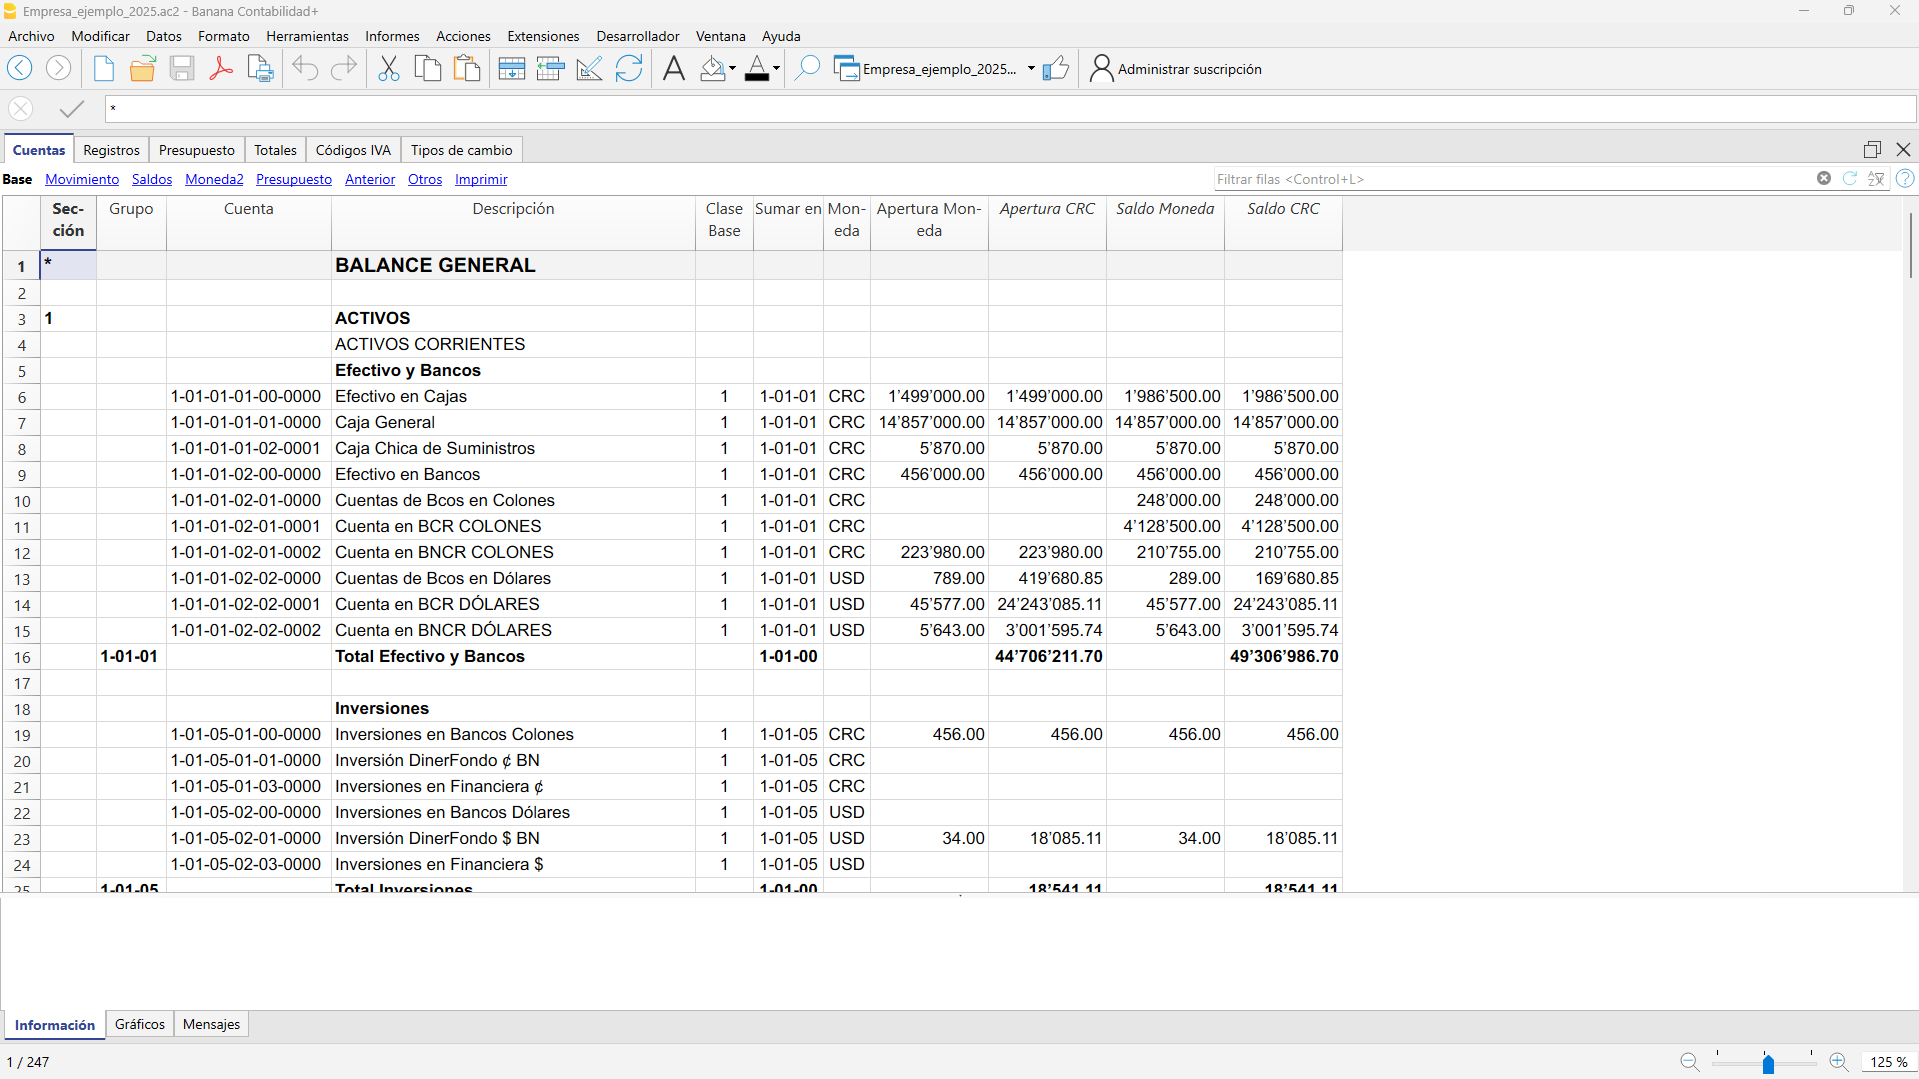 Empresa_ejemplo_2025.ac2 - Banana Contabilidad+
Archivo Modificar Datos Formato Herramientas Informes Acciones Extensiones Desarrollador Ventana Ayuda
Empresa_ejemplo_2025... Administrar suscripción
*
Cuentas Registros Presupuesto Totales Códigos IVA Tipos de cambio
Base Movimiento Saldos Moneda2 Presupuesto Anterior Otros Imprimir Filtrar filas <Control+L>
Sec- Grupo Cuenta Descripción Clase Sumar en Mon- Apertura Mon- Apertura CRC Saldo Moneda Saldo CRC
ción Base eda eda
1 * BALANCE GENERAL
2
3 1 ACTIVOS
4 ACTIVOS CORRIENTES
5 Efectivo y Bancos
6 1-01-01-01-00-0000 Efectivo en Cajas 1 1-01-01 CRC 1’499’000.00 1’499’000.00 1’986’500.00 1’986’500.00
7 1-01-01-01-01-0000 Caja General 1 1-01-01 CRC 14’857’000.00 14’857’000.00 14’857’000.00 14’857’000.00
8 1-01-01-01-02-0001 Caja Chica de Suministros 1 1-01-01 CRC 5’870.00 5’870.00 5’870.00 5’870.00
9 1-01-01-02-00-0000 Efectivo en Bancos 1 1-01-01 CRC 456’000.00 456’000.00 456’000.00 456’000.00
10 1-01-01-02-01-0000 Cuentas de Bcos en Colones 1 1-01-01 CRC 248’000.00 248’000.00
11 1-01-01-02-01-0001 Cuenta en BCR COLONES 1 1-01-01 CRC 4’128’500.00 4’128’500.00
12 1-01-01-02-01-0002 Cuenta en BNCR COLONES 1 1-01-01 CRC 223’980.00 223’980.00 210’755.00 210’755.00
13 1-01-01-02-02-0000 Cuentas de Bcos en Dólares 1 1-01-01 USD 789.00 419’680.85 289.00 169’680.85
14 1-01-01-02-02-0001 Cuenta en BCR DÓLARES 1 1-01-01 USD 45’577.00 24’243’085.11 45’577.00 24’243’085.11
15 1-01-01-02-02-0002 Cuenta en BNCR DÓLARES 1 1-01-01 USD 5’643.00 3’001’595.74 5’643.00 3’001’595.74
16 1-01-01 Total Efectivo y Bancos 1-01-00 44’706’211.70 49’306’986.70
17
18 Inversiones
19 1-01-05-01-00-0000 Inversiones en Bancos Colones 1 1-01-05 CRC 456.00 456.00 456.00 456.00
20 1-01-05-01-01-0000 Inversión DinerFondo ¢ BN 1 1-01-05 CRC
21 1-01-05-01-03-0000 Inversiones en Financiera ¢ 1 1-01-05 CRC
22 1-01-05-02-00-0000 Inversiones en Bancos Dólares 1 1-01-05 USD
23 1-01-05-02-01-0000 Inversión DinerFondo $ BN 1 1-01-05 USD 34.00 18’085.11 34.00 18’085.11
24 1-01-05-02-03-0000 Inversiones en Financiera $ 1 1-01-05 USD
25 1-01-05 Total Inversiones 1-01-00 18’541.11 18’541.11
Información Gráficos Mensajes
1 / 247 125 %